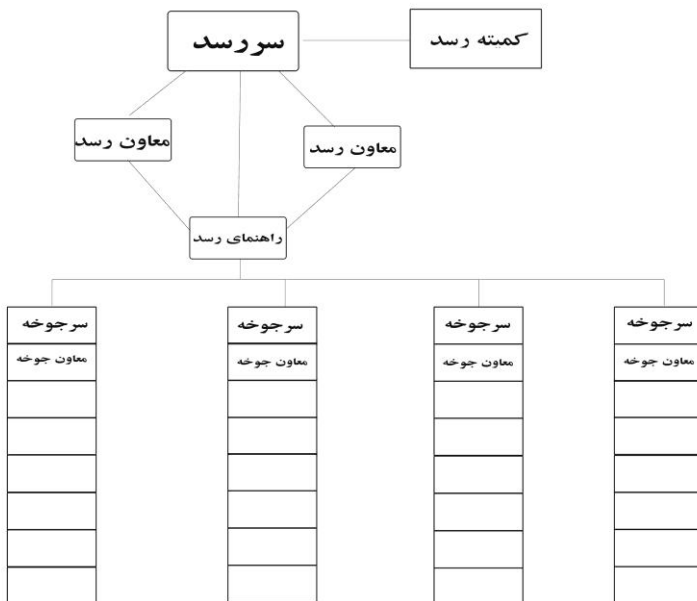 سررسد
کمیته رسد
معاون رسد
معاون رسد
راهنمای رسد
سرجوخه
سرجوخه
سرجوخه
سرجوخه
معاون جوخه
معاون جوخه
معاون جوخه
معاون جوخه